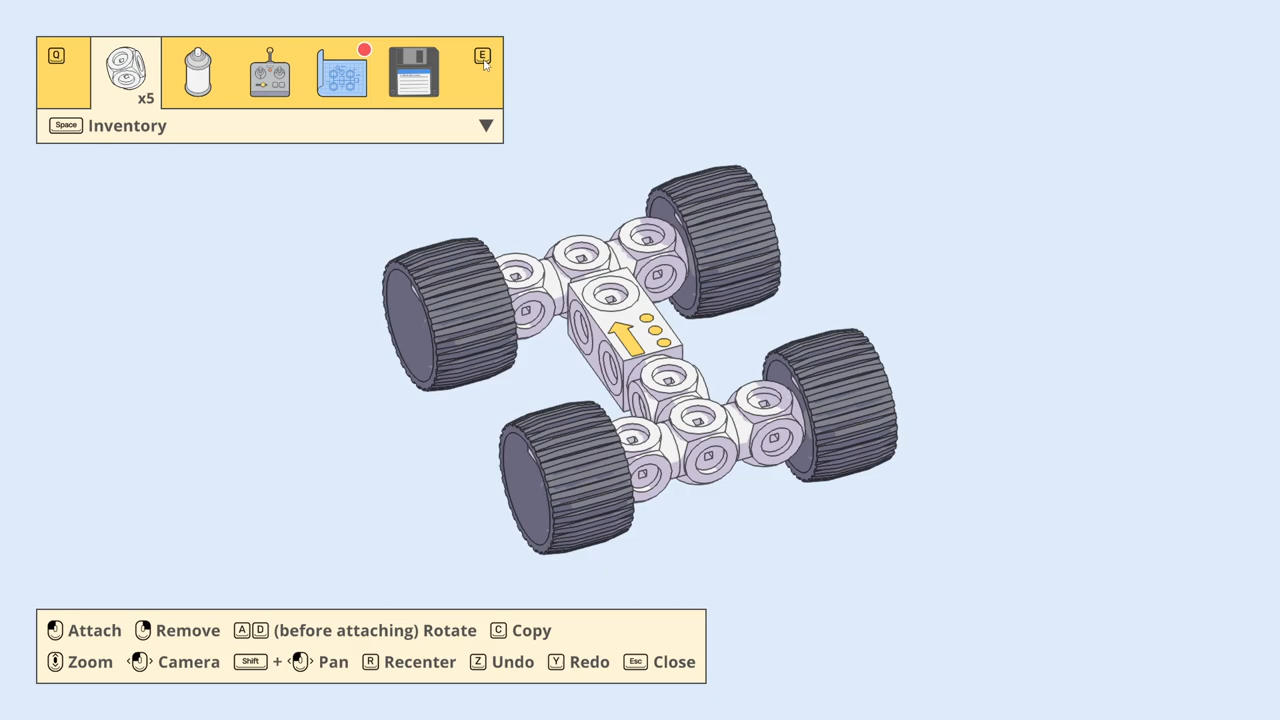 Q
E
x5
Space Inventory
Attach Remove A D (before attaching) Rotate C Copy
Zoom Camera Shift + Pan R Recenter Z Undo Y Redo Esc Close